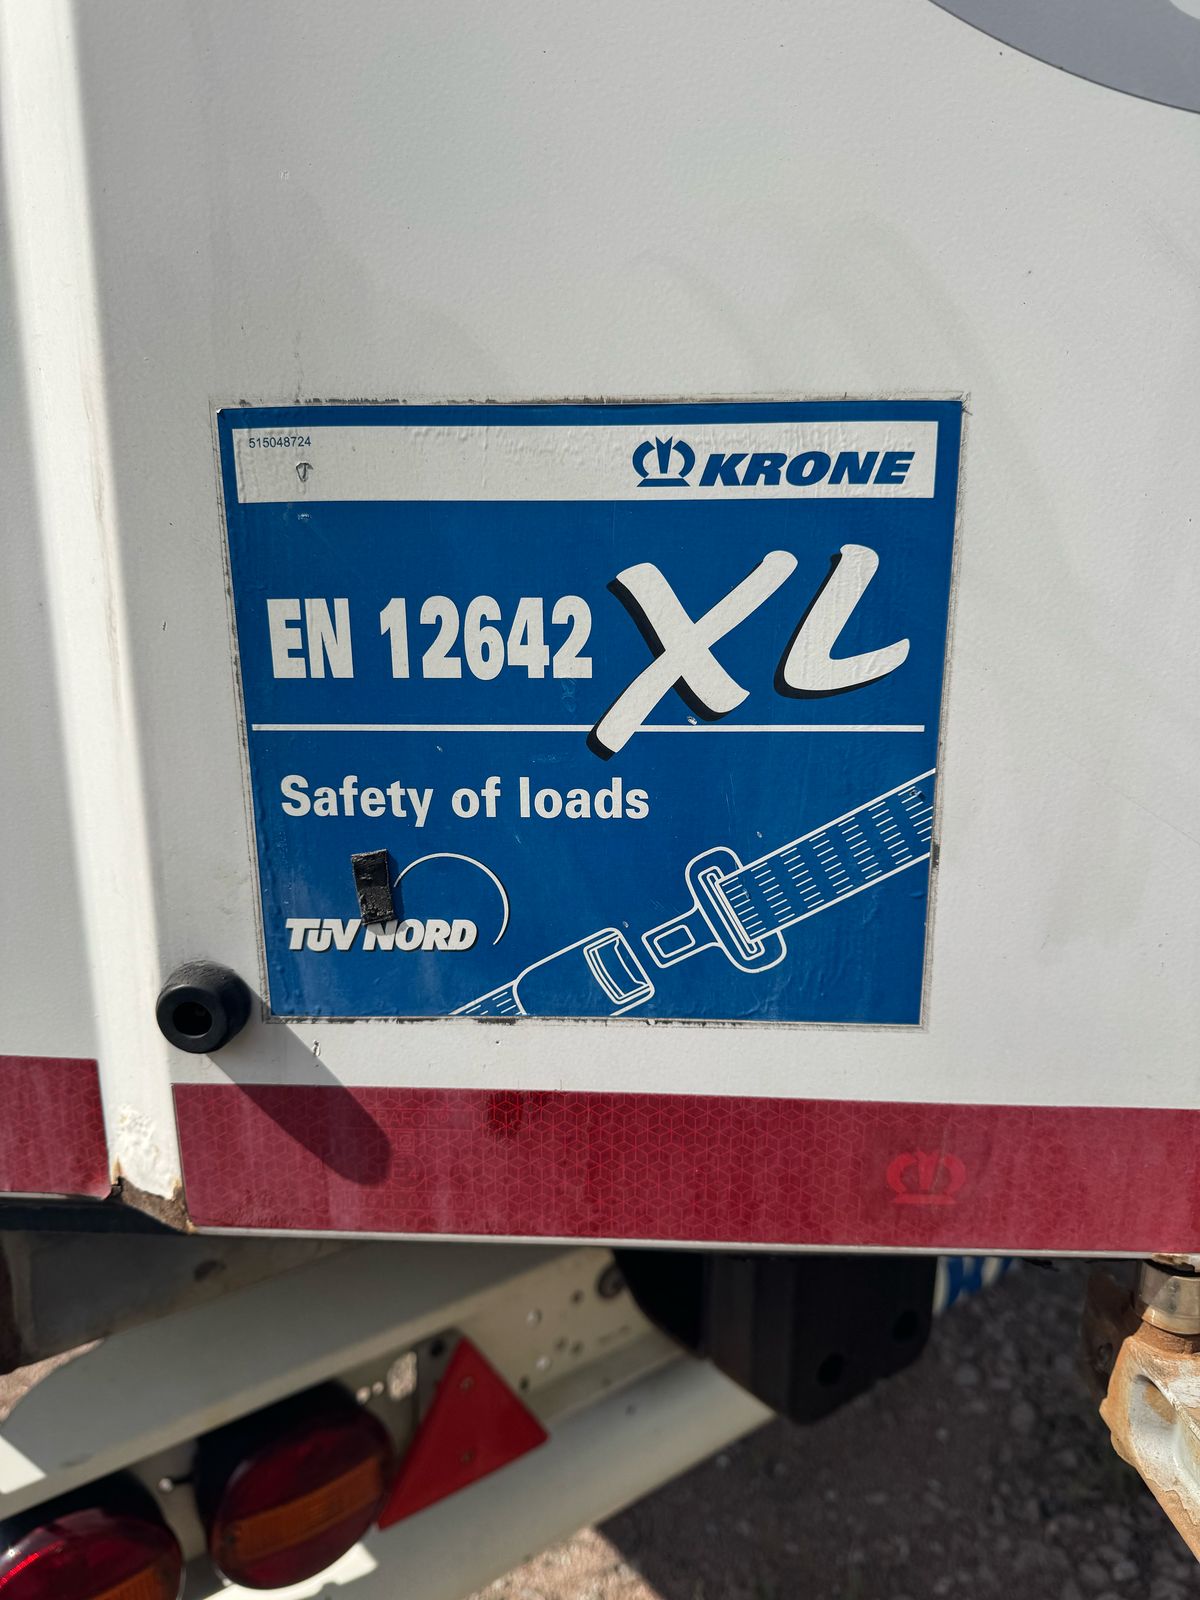 515048724
KRONE
EN 12642 XL
Safety of loads
TÜV NORD